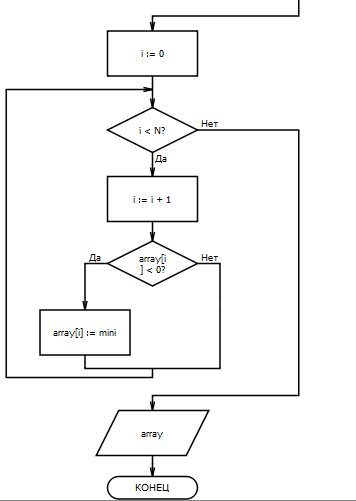 i := 0
i < N?
Нет
Да
i := i + 1
Да
array[i
] < 0?
Нет
array[i] := mini
array
КОНЕЦ